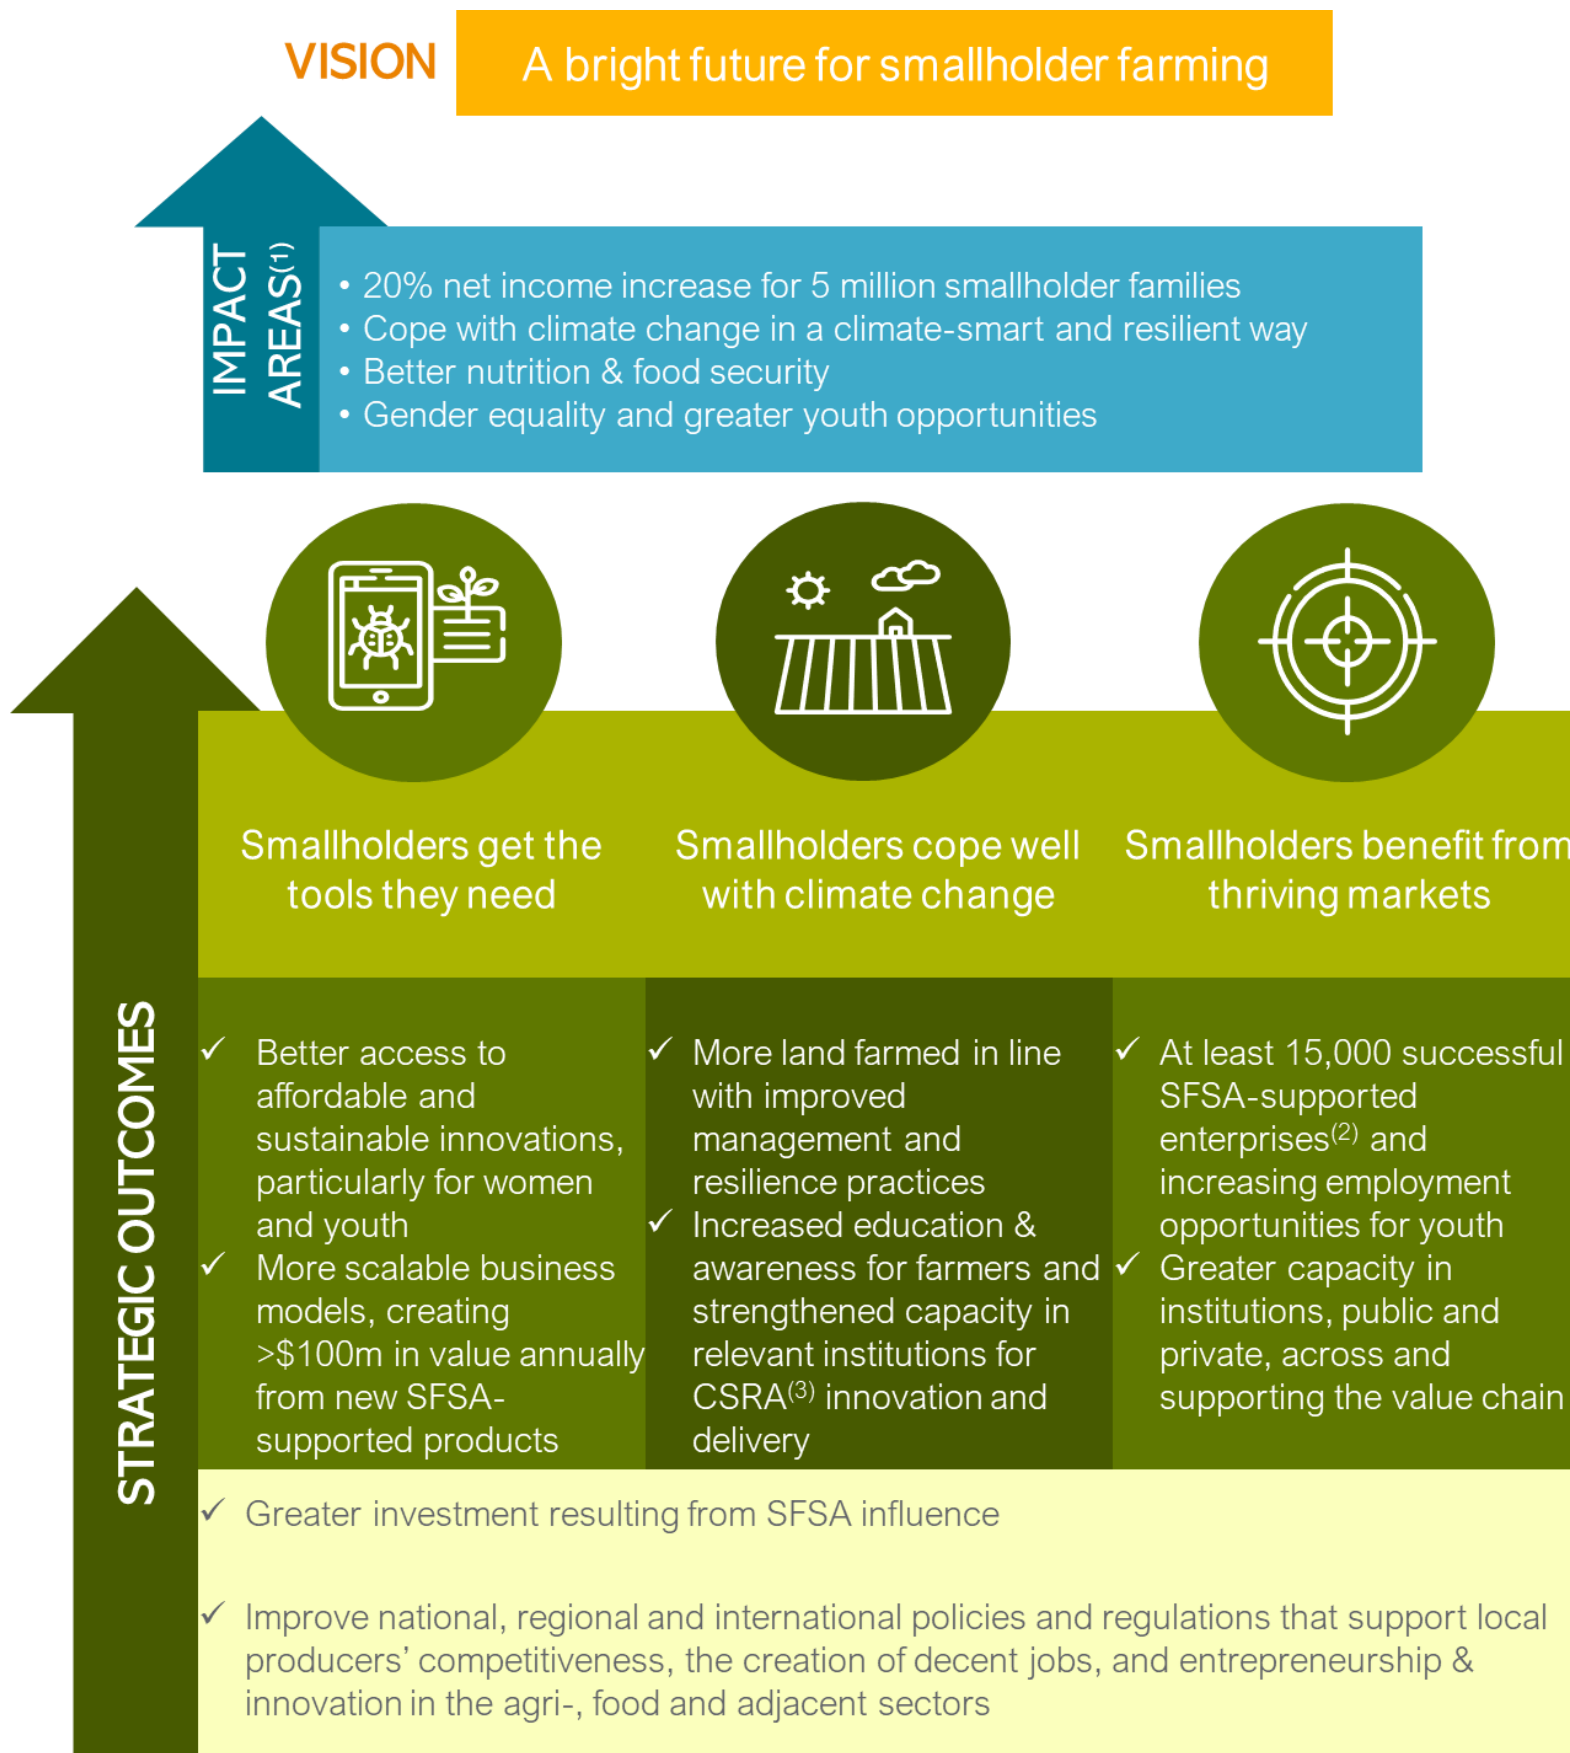 VISION
A bright future for smallholder farming
IMPACT
AREAS(1)
• 20% net income increase for 5 million smallholder families
• Cope with climate change in a climate-smart and resilient way
• Better nutrition & food security
• Gender equality and greater youth opportunities
STRATEGIC OUTCOMES
Smallholders get the
tools they need
Smallholders cope well
with climate change
Smallholders benefit from
thriving markets
✓ Better access to
affordable and
sustainable innovations,
particularly for women
and youth
✓ More scalable business
models, creating
>$100m in value annually
from new SFSA-
supported products
✓ More land farmed in line
with improved
management and
resilience practices
✓ Increased education &
awareness for farmers and
strengthened capacity in
relevant institutions for
CSRA(3) innovation and
delivery
✓ At least 15,000 successful
SFSA-supported
enterprises(2) and
increasing employment
opportunities for youth
✓ Greater capacity in
institutions, public and
private, across and
supporting the value chain
✓ Greater investment resulting from SFSA influence
✓ Improve national, regional and international policies and regulations that support local
producers’ competitiveness, the creation of decent jobs, and entrepreneurship &
innovation in the agri-, food and adjacent sectors